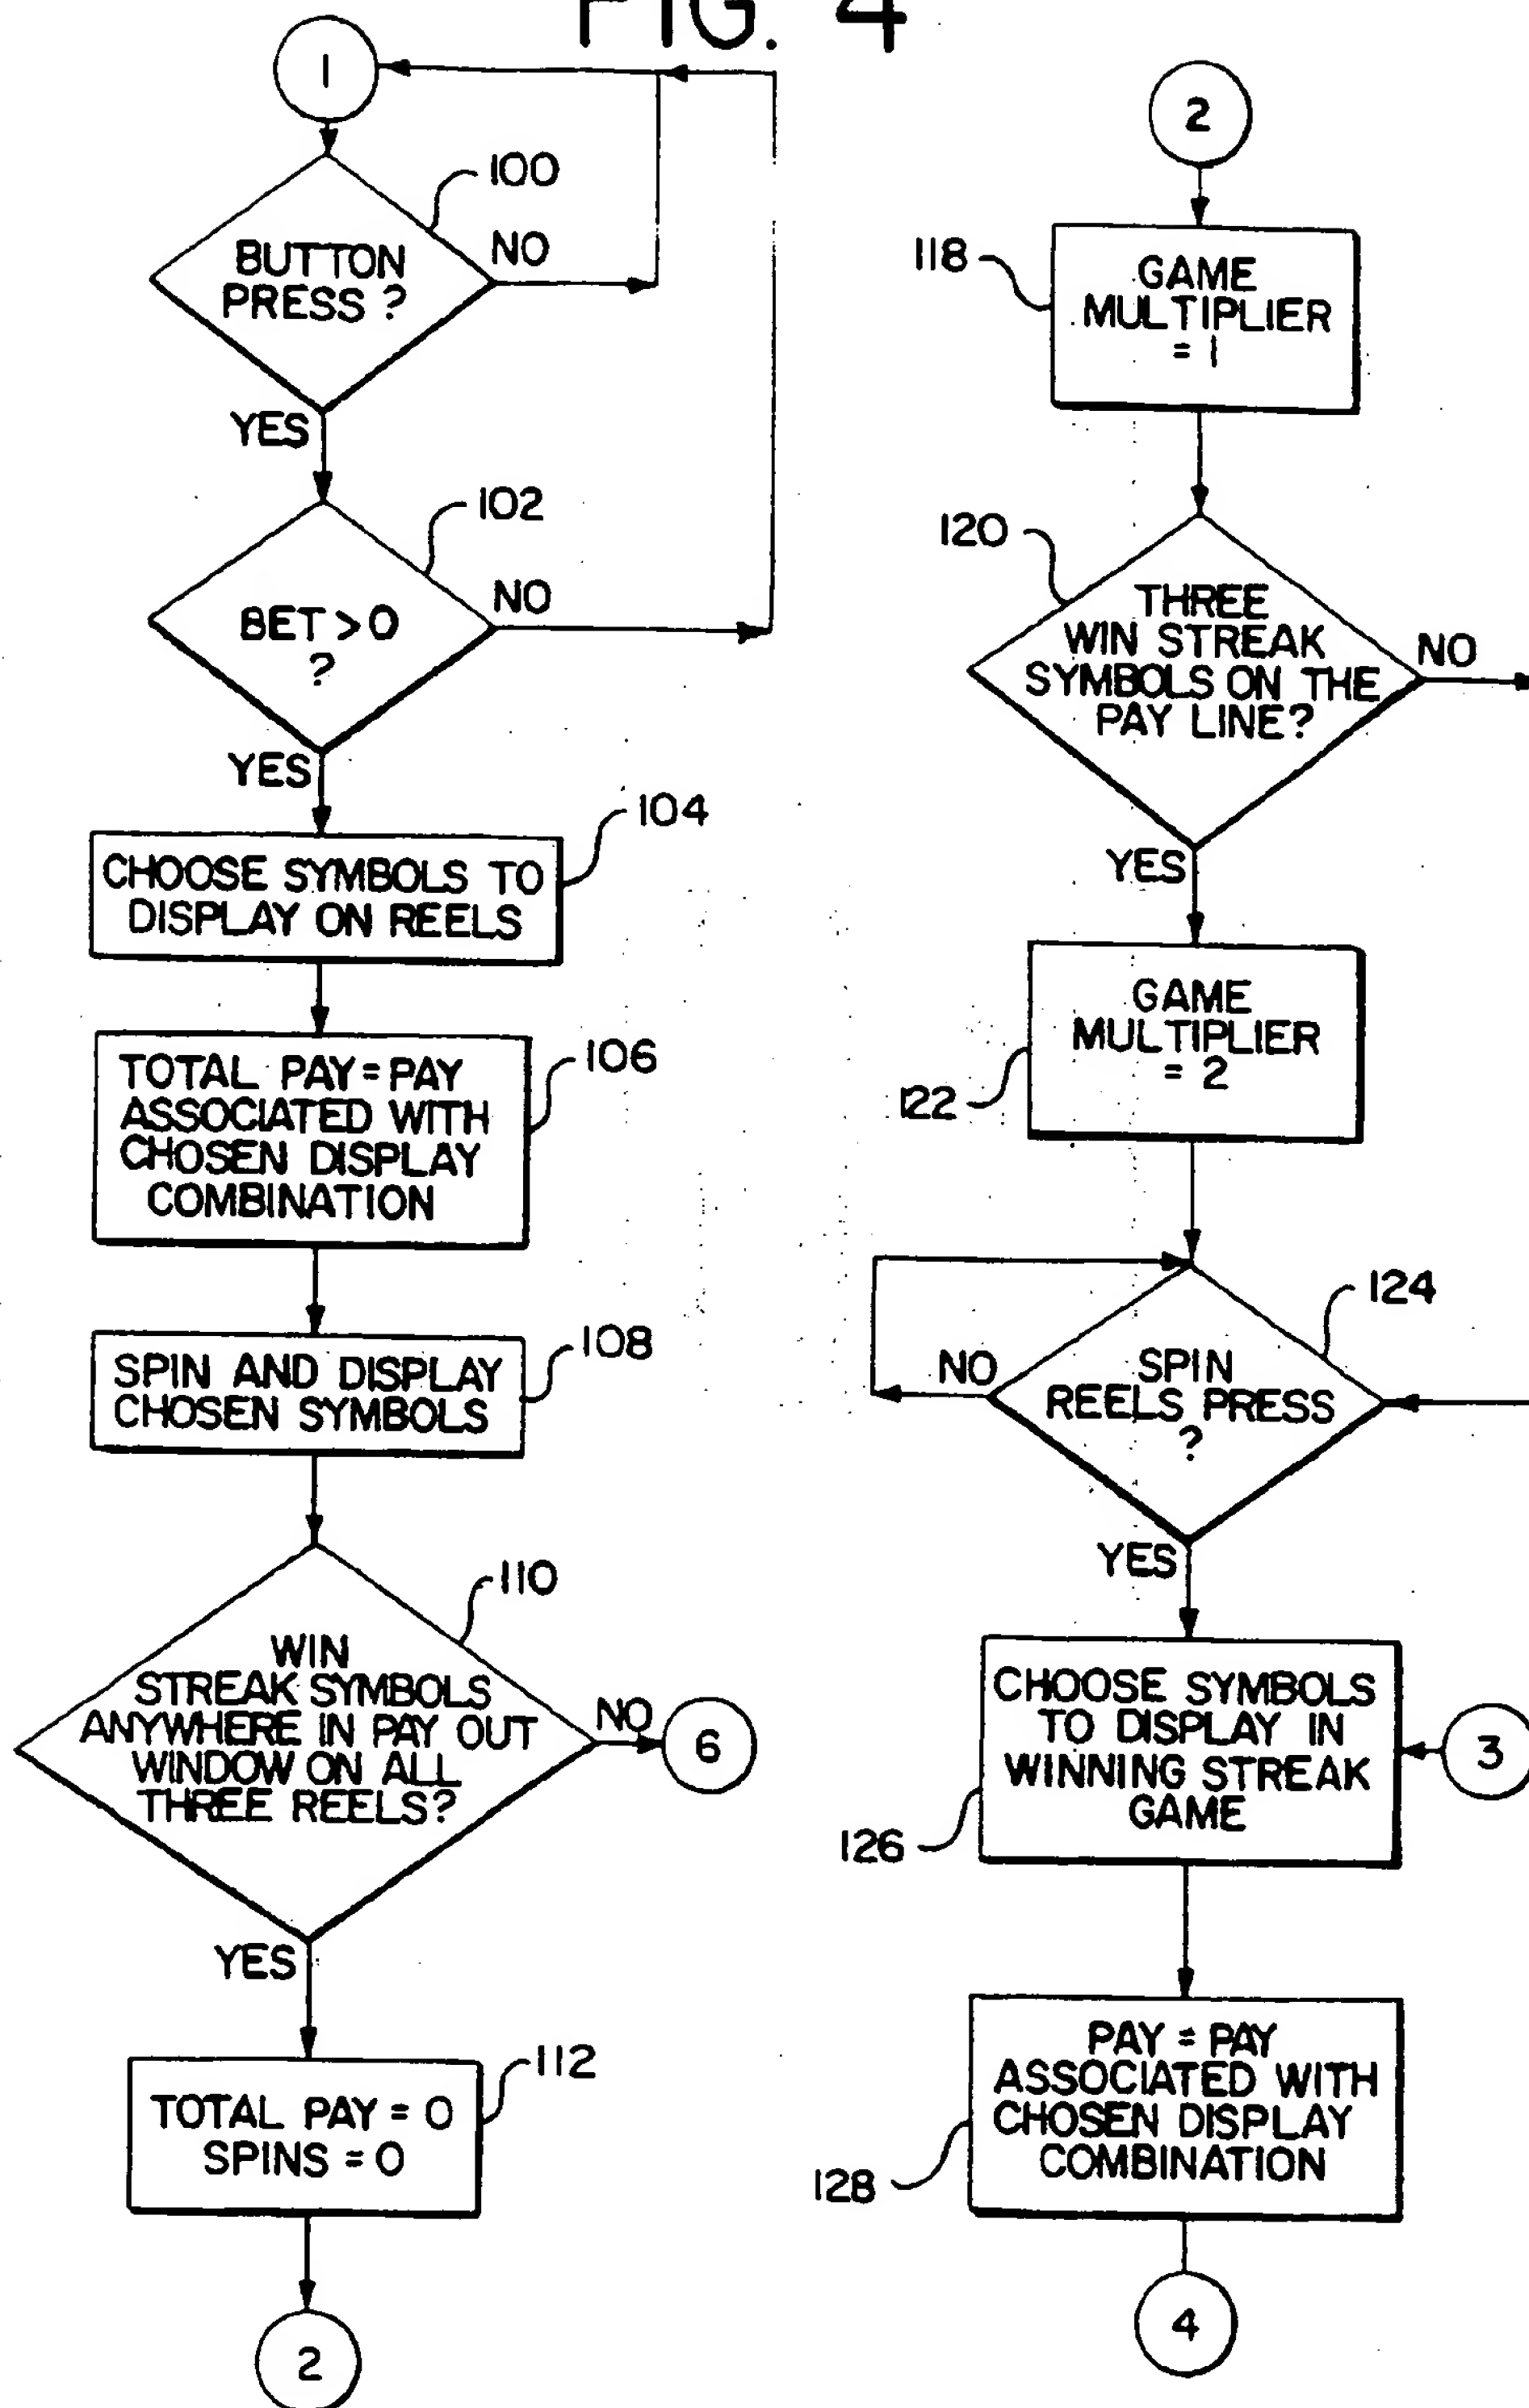 FIG. 4
1
100
BUTTON
PRESS ?
NO
YES
102
BET > 0
?
NO
YES
104
CHOOSE SYMBOLS TO
DISPLAY ON REELS
106
TOTAL PAY = PAY
ASSOCIATED WITH
CHOSEN DISPLAY
COMBINATION
108
SPIN AND DISPLAY
CHOSEN SYMBOLS
110
WIN
STREAK SYMBOLS
ANYWHERE IN PAY OUT
WINDOW ON ALL
THREE REELS?
NO
6
YES
112
TOTAL PAY = 0
SPINS = 0
2
2
118
GAME
MULTIPLIER
= 1
120
THREE
WIN STREAK
SYMBOLS ON THE
PAY LINE?
NO
YES
GAME
MULTIPLIER
= 2
122
124
SPIN
REELS PRESS
?
NO
YES
CHOOSE SYMBOLS
TO DISPLAY IN
WINNING STREAK
GAME
3
126
PAY = PAY
ASSOCIATED WITH
CHOSEN DISPLAY
COMBINATION
128
4